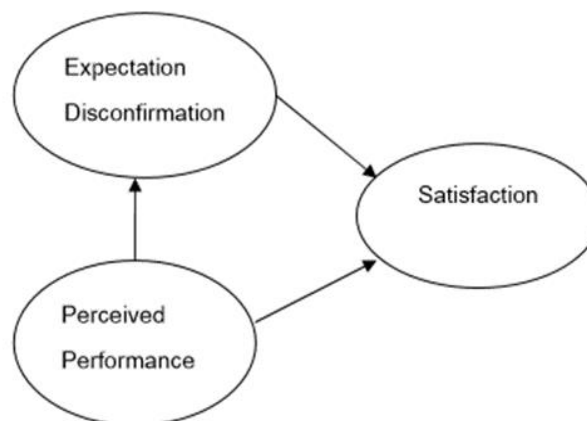 Expectation
Disconfirmation
Satisfaction
Perceived
Performance